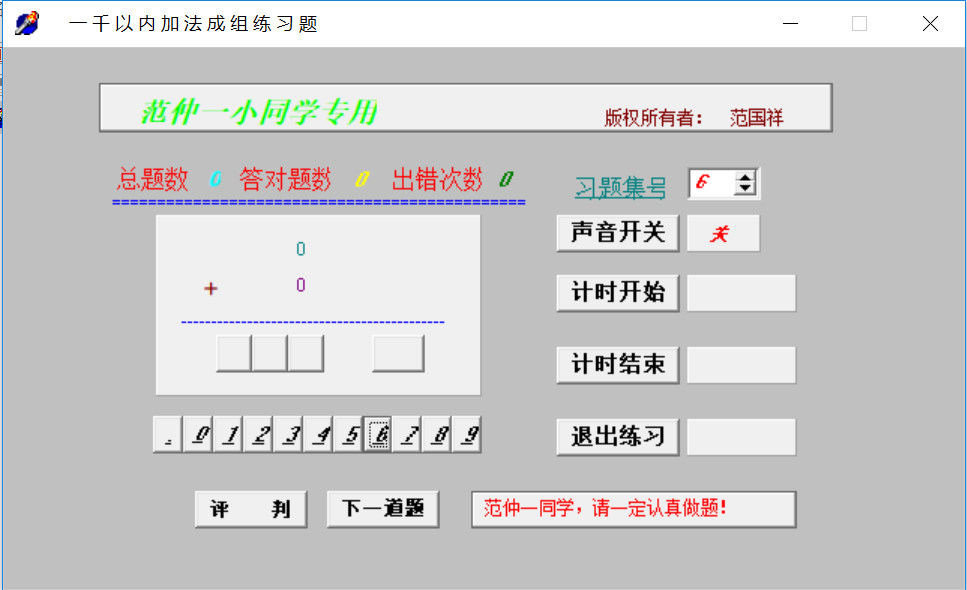 一千以内加法成组练习题
范仲一小同学专用
版权所有者： 范国祥
总题数 0 答对题数 0 出错次数 0
习题集号 6
声音开关 关
0
+ 0
计时开始
计时结束
. 0 1 2 3 4 5 6 7 8 9
退出练习
评 判 下一道题 范仲一同学，请一定认真做题！